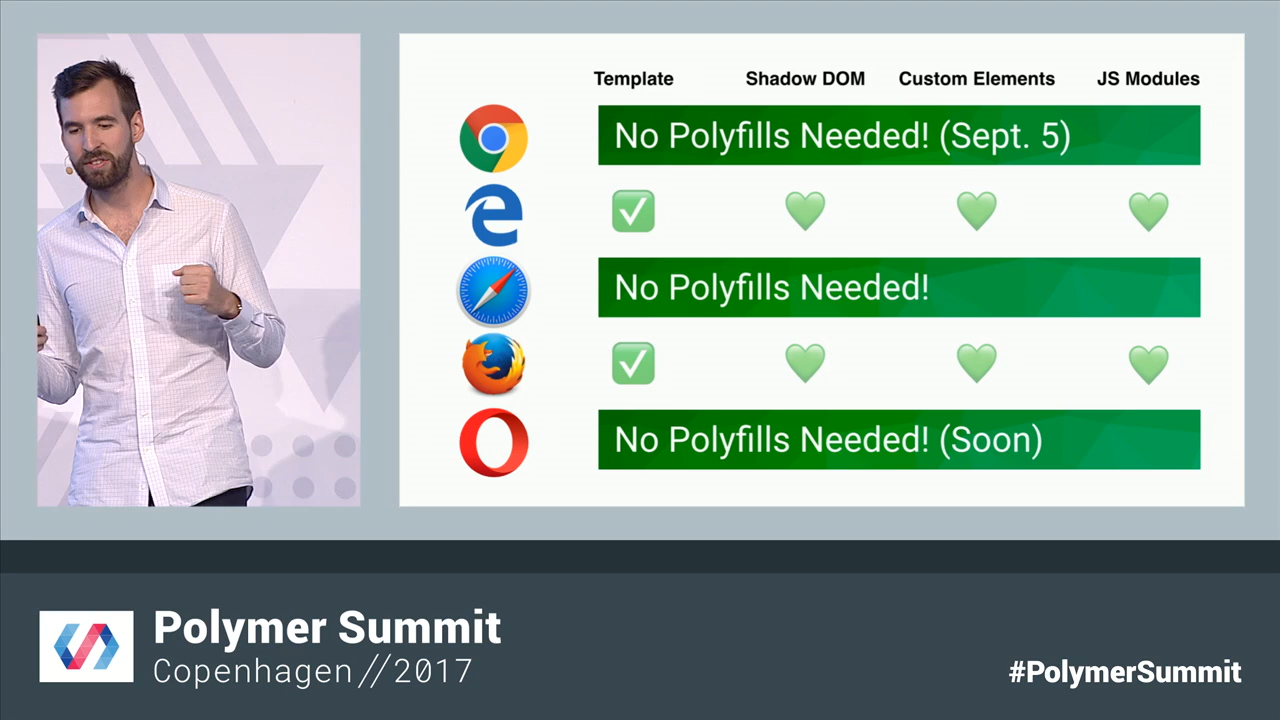 Template Shadow DOM Custom Elements JS Modules
No Polyfills Needed! (Sept. 5)
No Polyfills Needed!
No Polyfills Needed! (Soon)
Polymer Summit
Copenhagen // 2017
#PolymerSummit